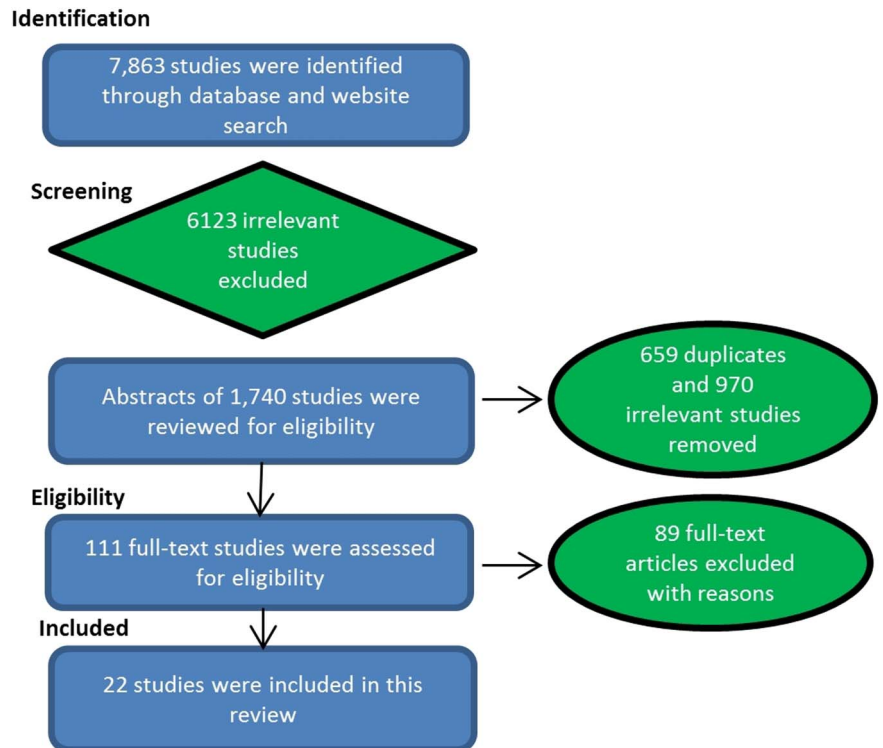 Identification
7,863 studies were identified
through database and website
search
Screening
6123 irrelevant
studies
excluded
Abstracts of 1,740 studies were
reviewed for eligibility
659 duplicates
and 970
irrelevant studies
removed
Eligibility
111 full-text studies were assessed
for eligibility
89 full-text
articles excluded
with reasons
Included
22 studies were included in this
review